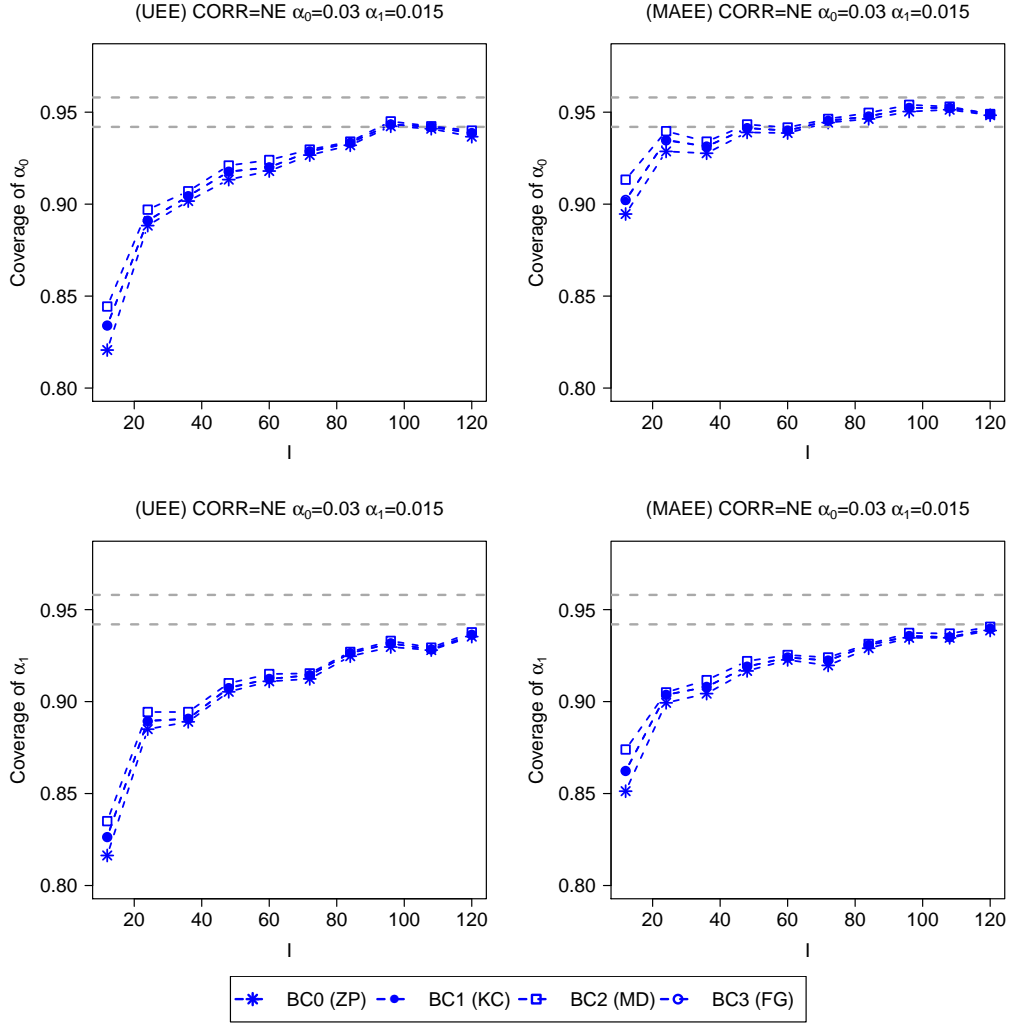 (UEE) CORR=NE α₀=0.03 α₁=0.015
0.95
0.90
0.85
0.80
Coverage of α₀
20 40 60 80 100 120
I
(MAEE) CORR=NE α₀=0.03 α₁=0.015
0.95
0.90
0.85
0.80
Coverage of α₀
20 40 60 80 100 120
I
(UEE) CORR=NE α₀=0.03 α₁=0.015
0.95
0.90
0.85
0.80
Coverage of α₁
20 40 60 80 100 120
I
(MAEE) CORR=NE α₀=0.03 α₁=0.015
0.95
0.90
0.85
0.80
Coverage of α₁
20 40 60 80 100 120
I
BC0 (ZP) BC1 (KC) BC2 (MD) BC3 (FG)